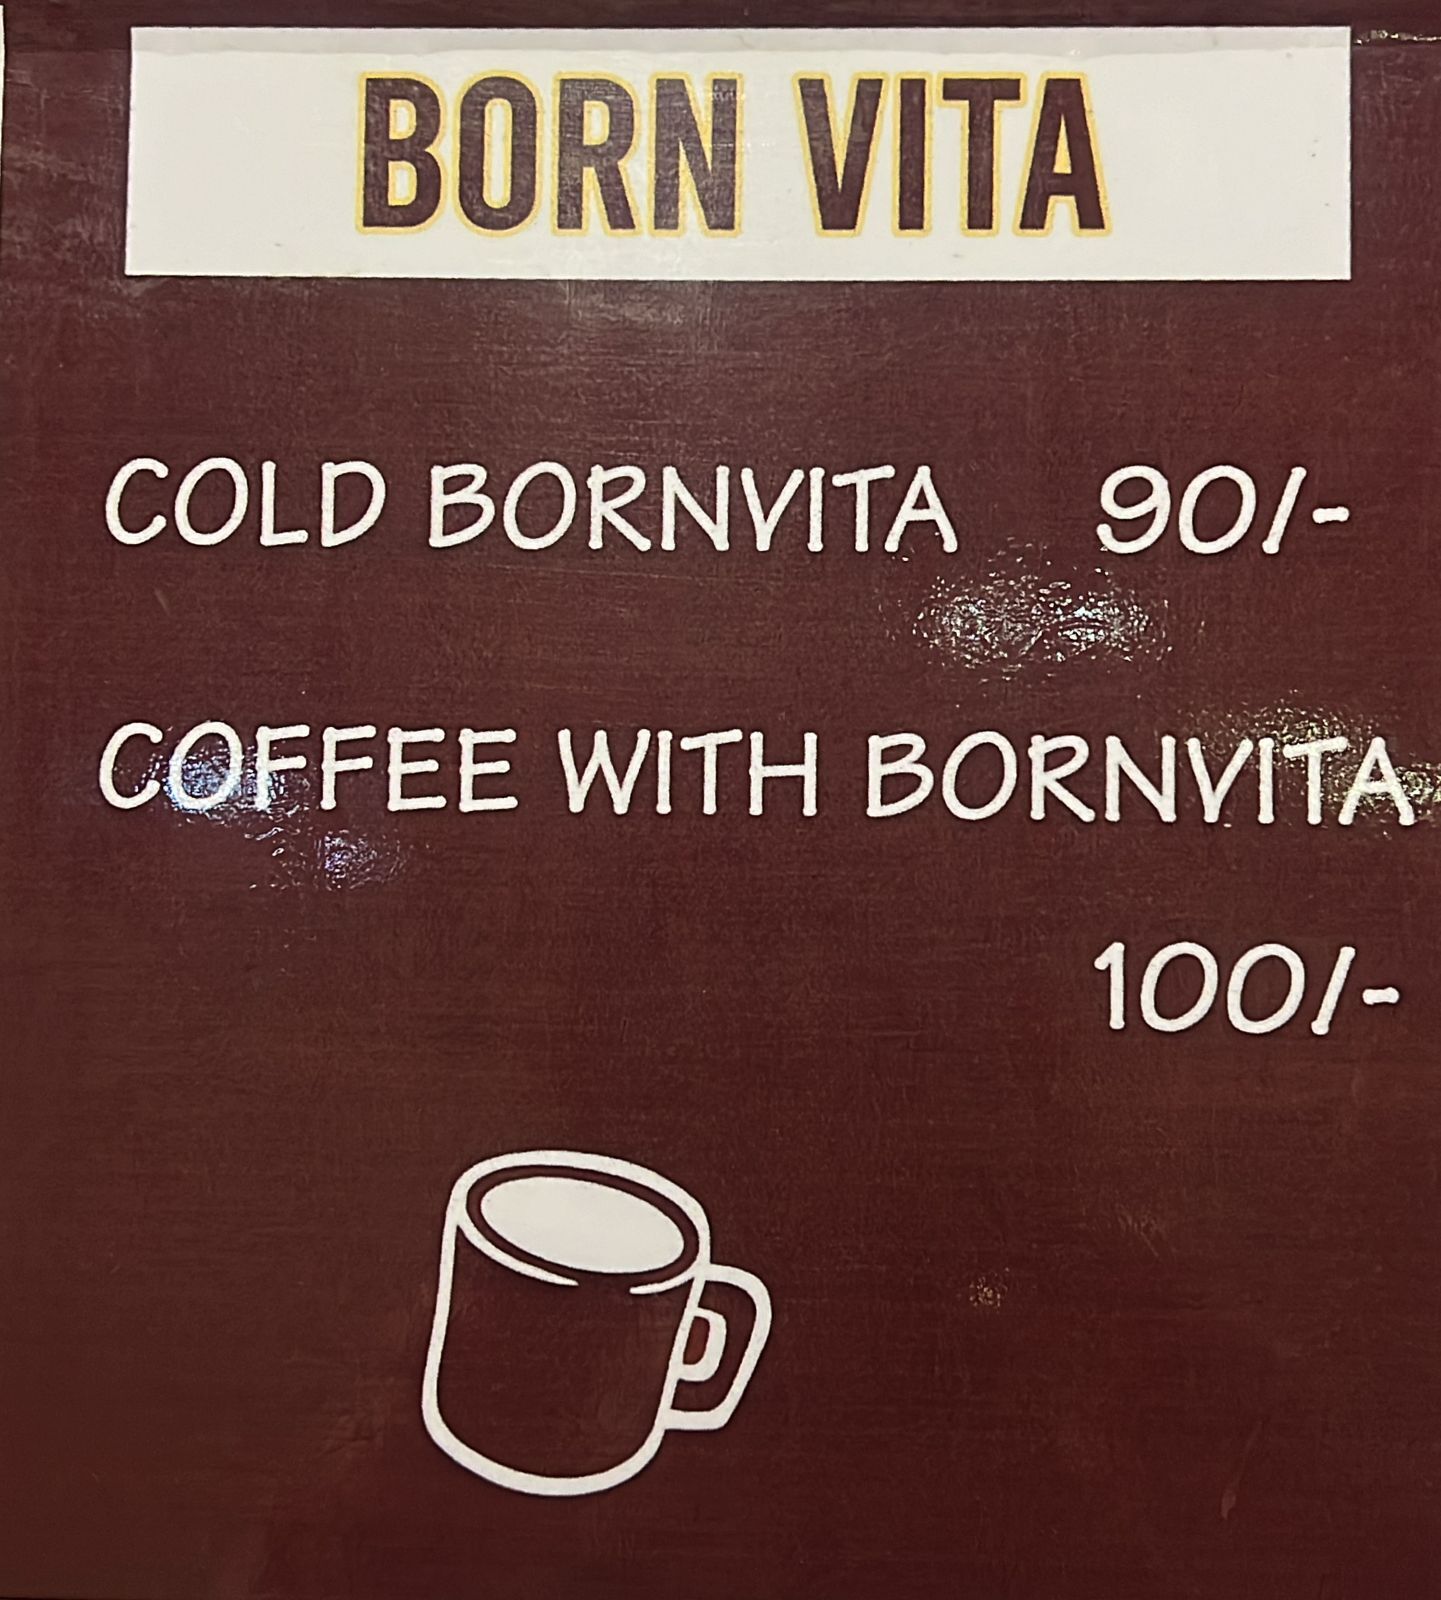 BORN VITA
COLD BORNVITA 90/-
COFFEE WITH BORNVITA
100/-